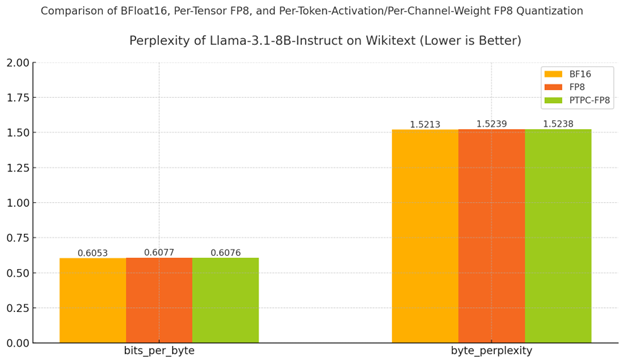 Comparison of BFloat16, Per-Tensor FP8, and Per-Token-Activation/Per-Channel-Weight FP8 Quantization
Perplexity of Llama-3.1-8B-Instruct on Wikitext (Lower is Better)
2.00
1.75
1.50
1.25
1.00
0.75
0.50
0.25
0.00
BF16
FP8
PTPC-FP8
0.6053
0.6077
0.6076
1.5213
1.5239
1.5238
bits_per_byte
byte_perplexity